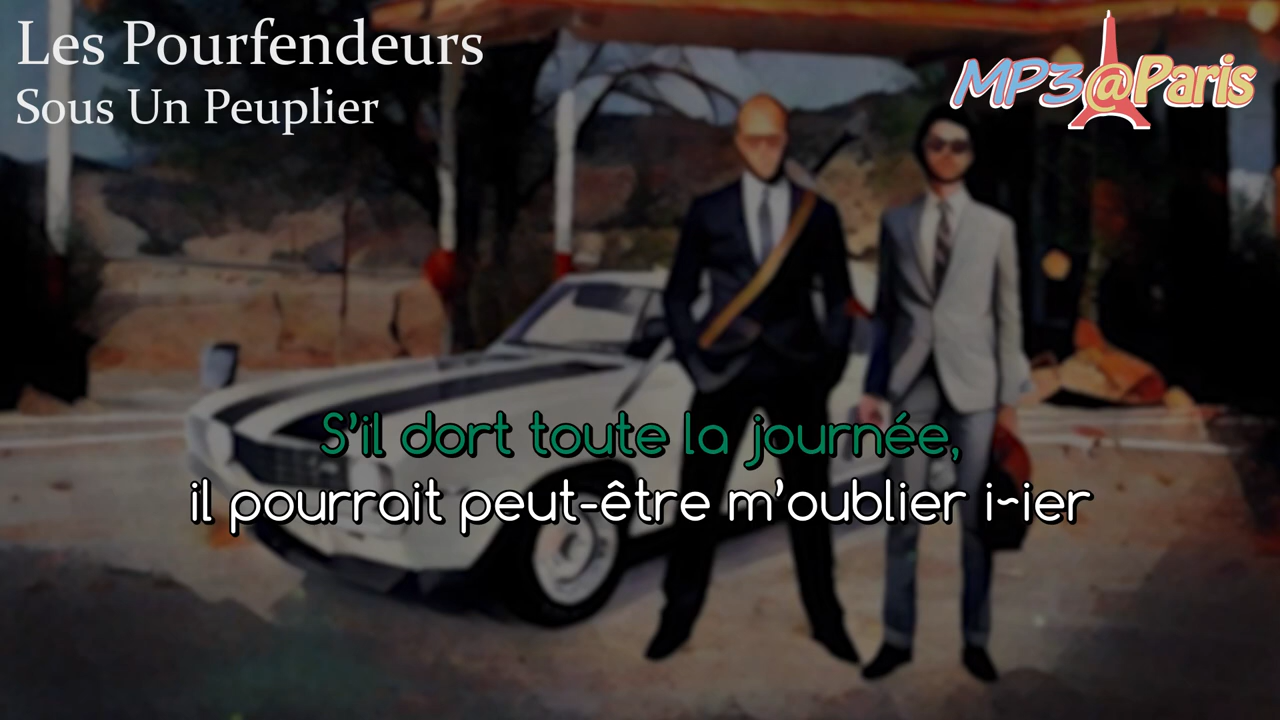 Les Pourfendeurs
Sous Un Peuplier
MP3@Paris
S'il dort toute la journée,
il pourrait peut-être m'oublier i~ier